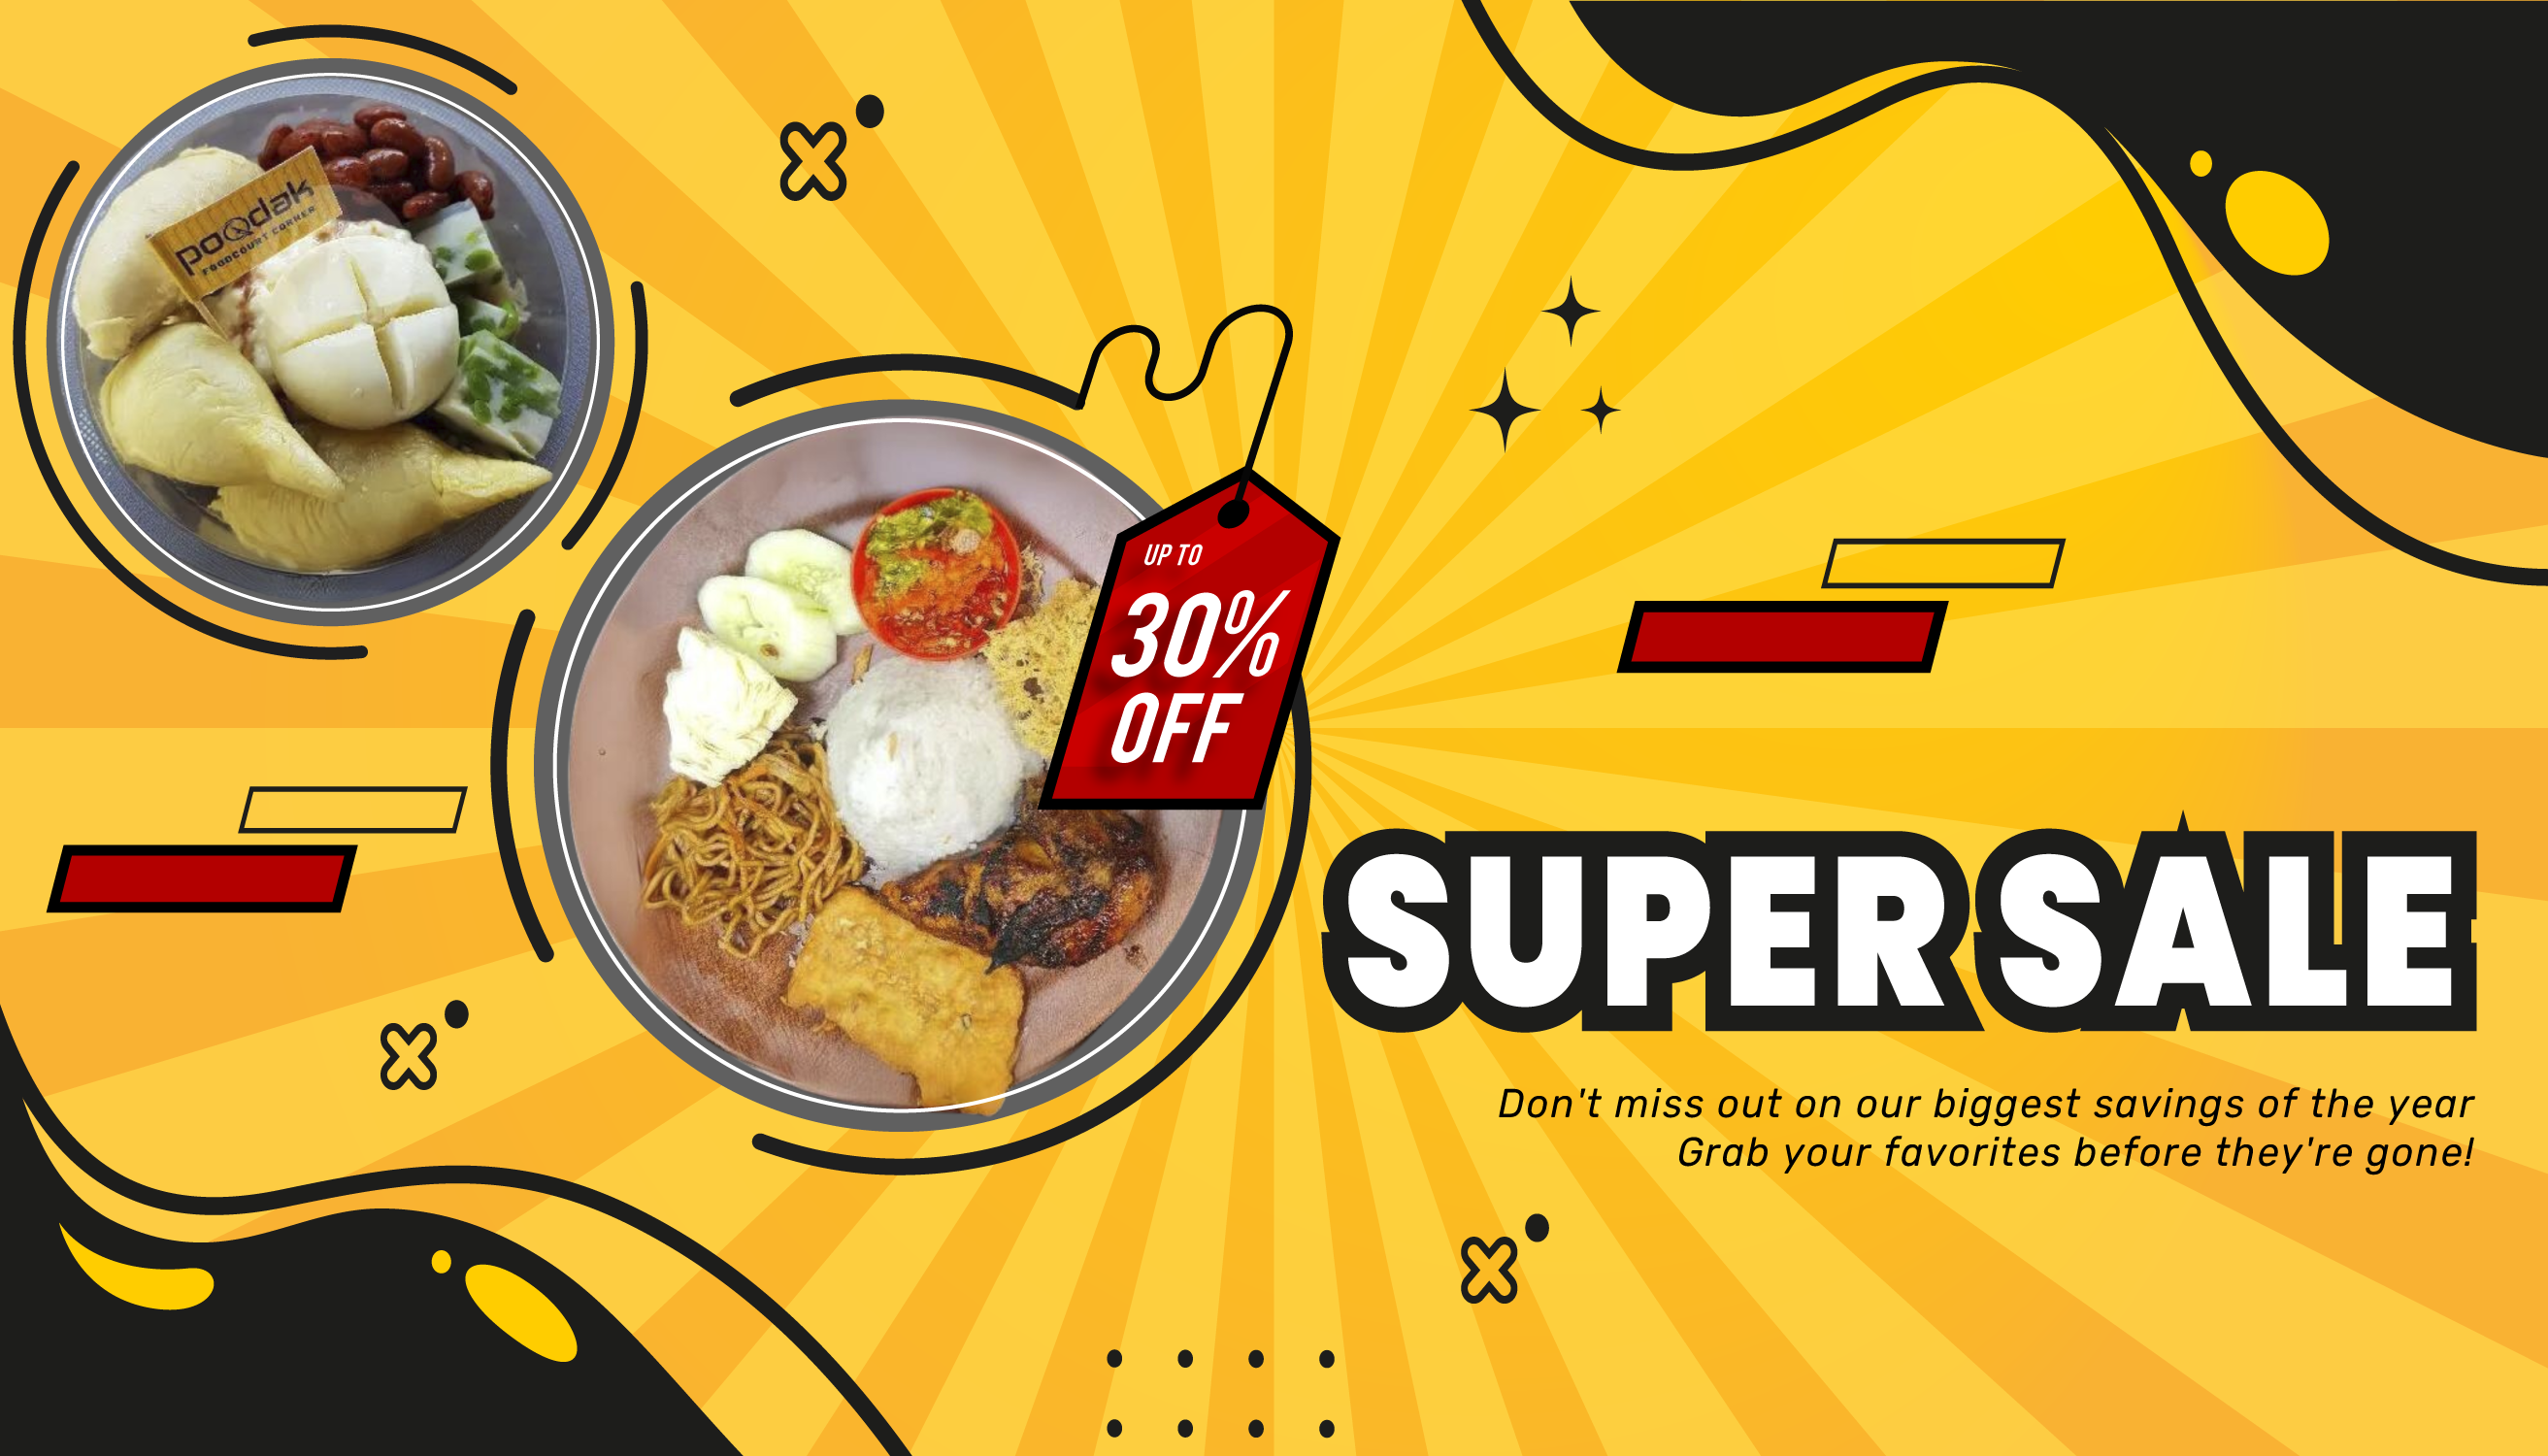 poodak
FOODCOURT CORNER
UP TO
30%
OFF
SUPER SALE
Don't miss out on our biggest savings of the year
Grab your favorites before they're gone!